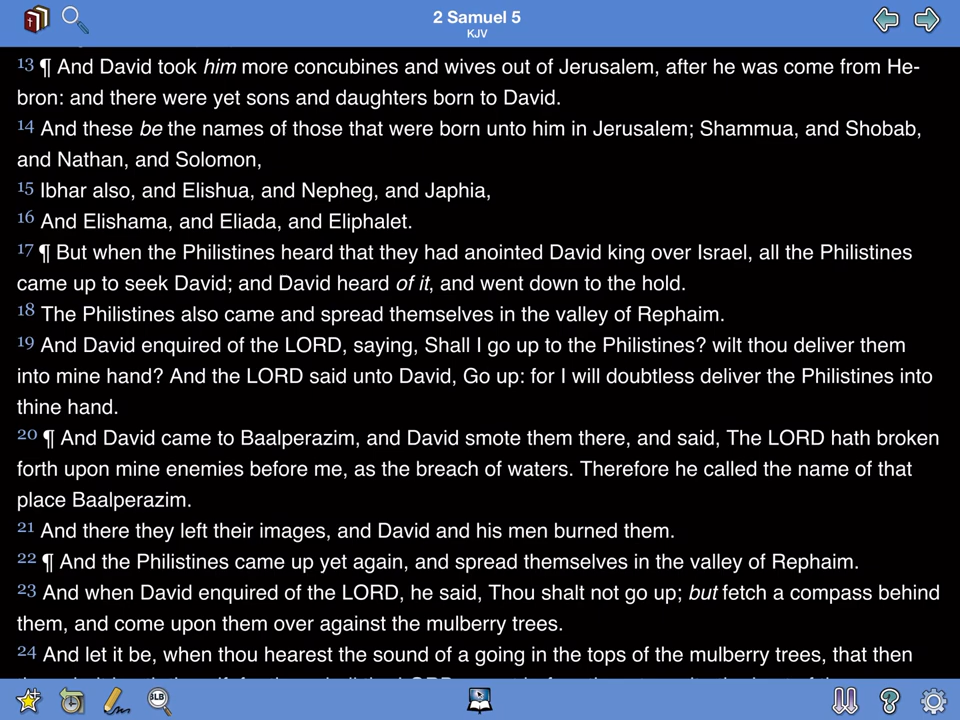 2 Samuel 5
KJV
13 ¶ And David took him more concubines and wives out of Jerusalem, after he was come from He-
bron: and there were yet sons and daughters born to David.
14 And these be the names of those that were born unto him in Jerusalem; Shammua, and Shobab,
and Nathan, and Solomon,
15 Ibhar also, and Elishua, and Nepheg, and Japhia,
16 And Elishama, and Eliada, and Eliphalet.
17 ¶ But when the Philistines heard that they had anointed David king over Israel, all the Philistines
came up to seek David; and David heard of it, and went down to the hold.
18 The Philistines also came and spread themselves in the valley of Rephaim.
19 And David enquired of the LORD, saying, Shall I go up to the Philistines? wilt thou deliver them
into mine hand? And the LORD said unto David, Go up: for I will doubtless deliver the Philistines into
thine hand.
20 ¶ And David came to Baalperazim, and David smote them there, and said, The LORD hath broken
forth upon mine enemies before me, as the breach of waters. Therefore he called the name of that
place Baalperazim.
21 And there they left their images, and David and his men burned them.
22 ¶ And the Philistines came up yet again, and spread themselves in the valley of Rephaim.
23 And when David enquired of the LORD, he said, Thou shalt not go up; but fetch a compass behind
them, and come upon them over against the mulberry trees.
24 And let it be, when thou hearest the sound of a going in the tops of the mulberry trees, that then
BLB